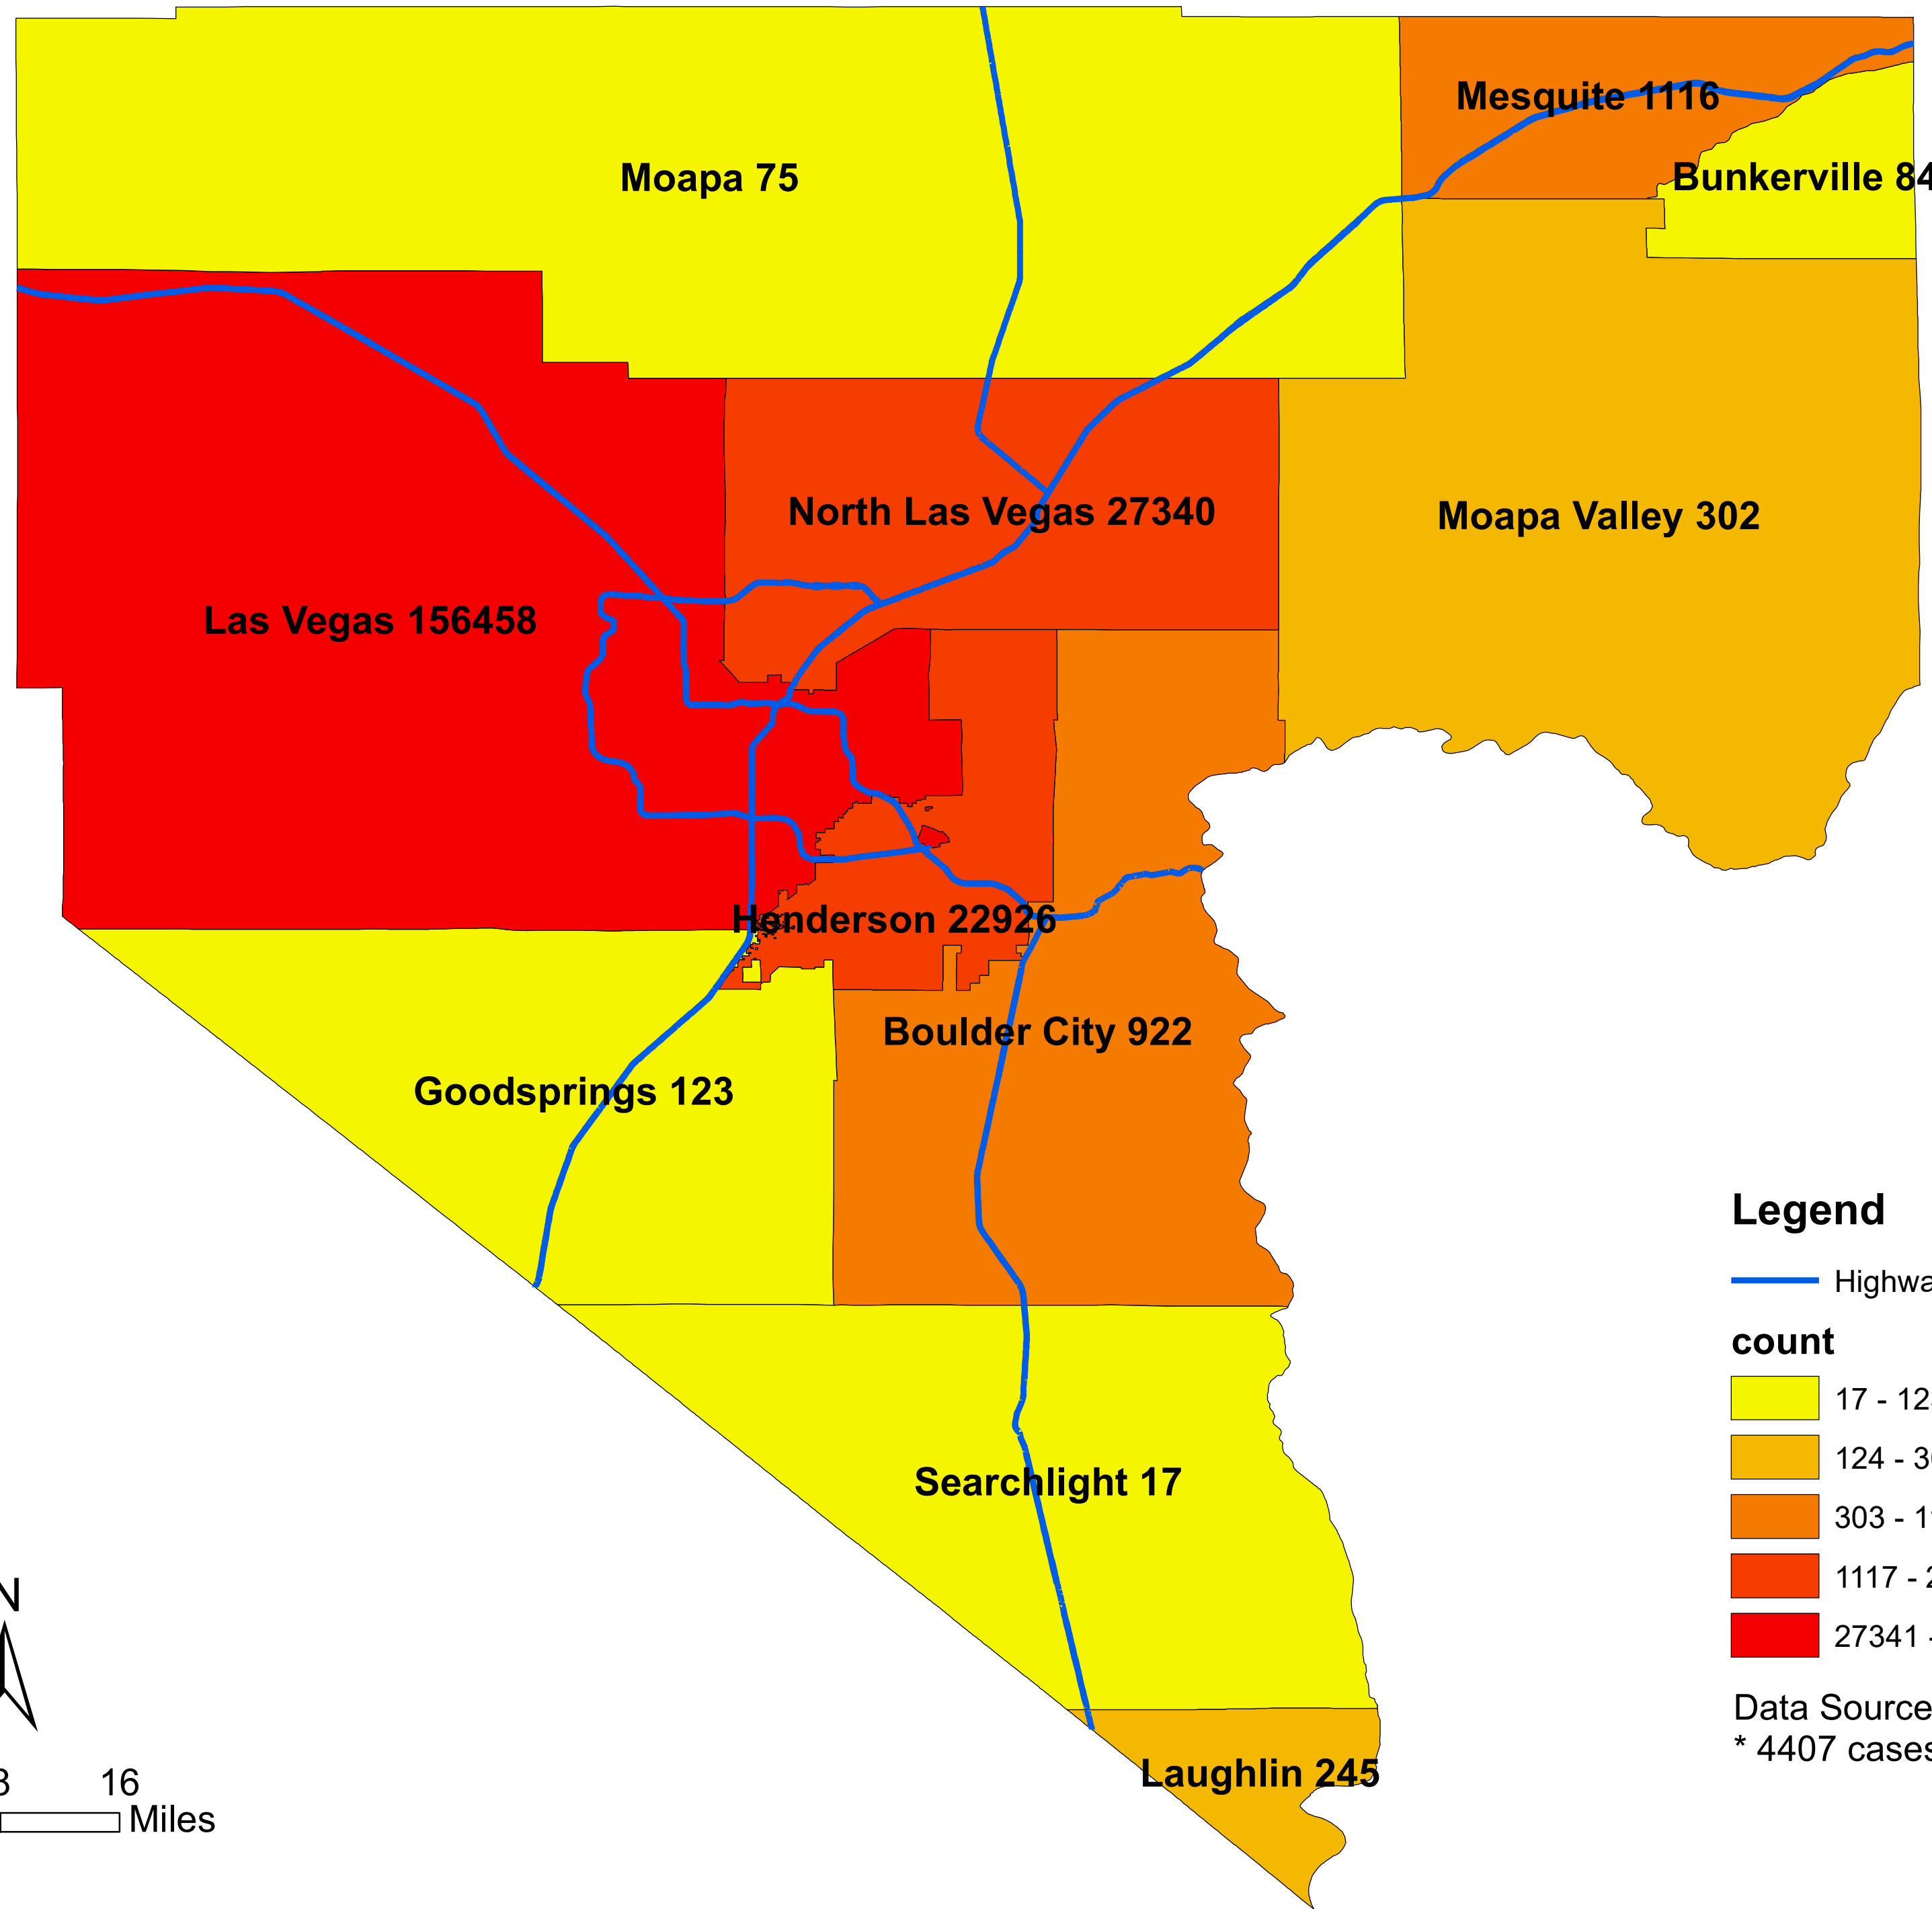 Mesquite 1116
Moapa 75
Bunkerville 84
North Las Vegas 27340
Moapa Valley 302
Las Vegas 156458
Henderson 22926
Boulder City 922
Goodsprings 123
Searchlight 17
Laughlin 245
Legend
count
17 - 12
124 - 3
303 - 1
1117 - 2
27341 -
Data Source
* 4407 cases
N
16
Miles